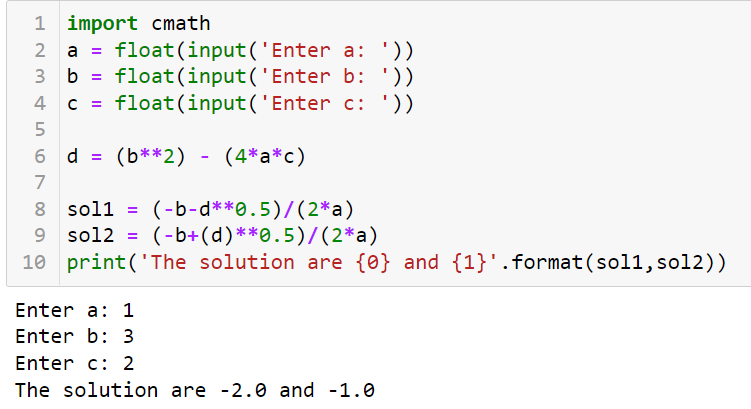 1 import cmath
2 a = float(input('Enter a: '))
3 b = float(input('Enter b: '))
4 c = float(input('Enter c: '))
5
6 d = (b**2) - (4*a*c)
7
8 sol1 = (-b-d**0.5)/(2*a)
9 sol2 = (-b+(d)**0.5)/(2*a)
10 print('The solution are {0} and {1}'.format(sol1,sol2))
Enter a: 1
Enter b: 3
Enter c: 2
The solution are -2.0 and -1.0